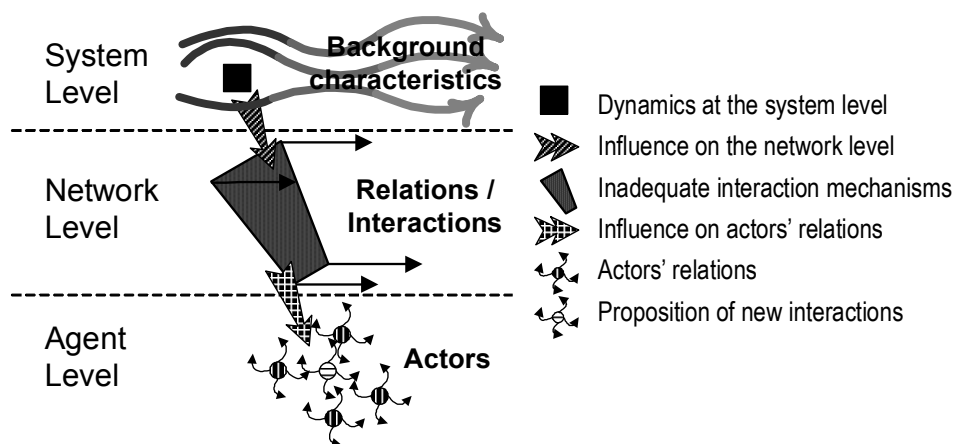 System
Level
Background
characteristics
Network
Level
Relations /
Interactions
Agent
Level
Actors
Dynamics at the system level
Influence on the network level
Inadequate interaction mechanisms
Influence on actors’ relations
Actors’ relations
Proposition of new interactions